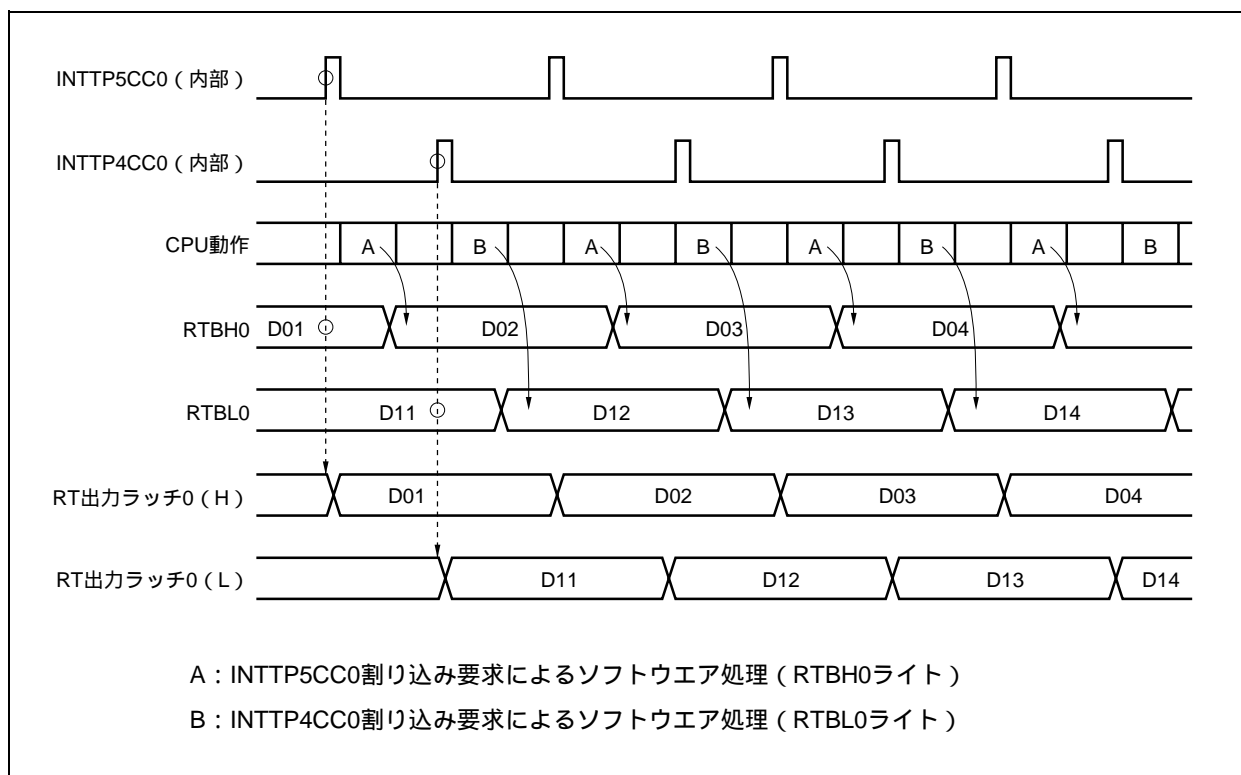 INTTP5CC0（内部）
INTTP4CC0（内部）
CPU動作 A B A B A B A B
RTBH0 D01 D02 D03 D04
RTBL0 D11 D12 D13 D14
RT出力ラッチ0（H） D01 D02 D03 D04
RT出力ラッチ0（L） D11 D12 D13 D14
A：INTTP5CC0割り込み要求によるソフトウエア処理（RTBH0ライト）
B：INTTP4CC0割り込み要求によるソフトウエア処理（RTBL0ライト）